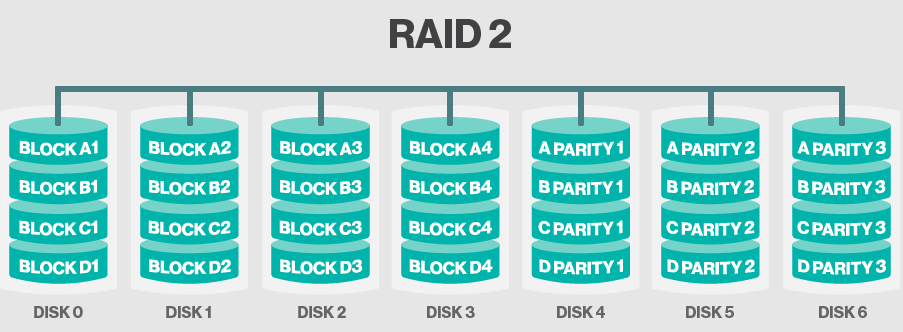 RAID 2
BLOCK A1 BLOCK A2 BLOCK A3 BLOCK A4 A PARITY 1 A PARITY 2 A PARITY 3
BLOCK B1 BLOCK B2 BLOCK B3 BLOCK B4 B PARITY 1 B PARITY 2 B PARITY 3
BLOCK C1 BLOCK C2 BLOCK C3 BLOCK C4 C PARITY 1 C PARITY 2 C PARITY 3
BLOCK D1 BLOCK D2 BLOCK D3 BLOCK D4 D PARITY 1 D PARITY 2 D PARITY 3
DISK 0 DISK 1 DISK 2 DISK 3 DISK 4 DISK 5 DISK 6